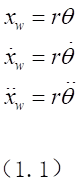 x_w = rθ
ẋ_w = rθ̇
ẍ_w = rθ̈
(1.1)